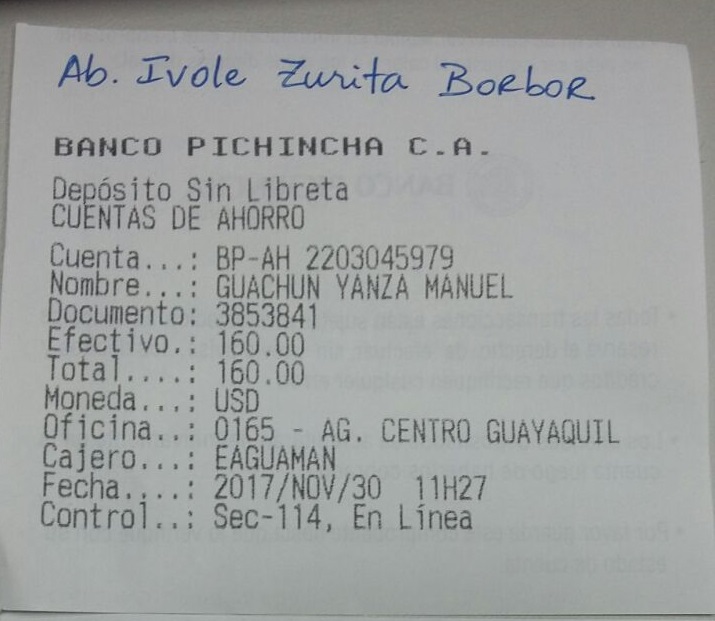 Ab. Ivole Zurita Borbor
BANCO PICHINCHA C.A.
Depósito Sin Libreta
CUENTAS DE AHORRO
Cuenta...: BP-AH 2203045979
Nombre...: GUACHUN YANZA MANUEL
Documento: 3853841
Efectivo.: 160.00
Total....: 160.00
Moneda...: USD
Oficina..: 0165 - AG. CENTRO GUAYAQUIL
Cajero...: EAGUAMAN
Fecha....: 2017/NOV/30  11H27
Control..: Sec-114, En Línea